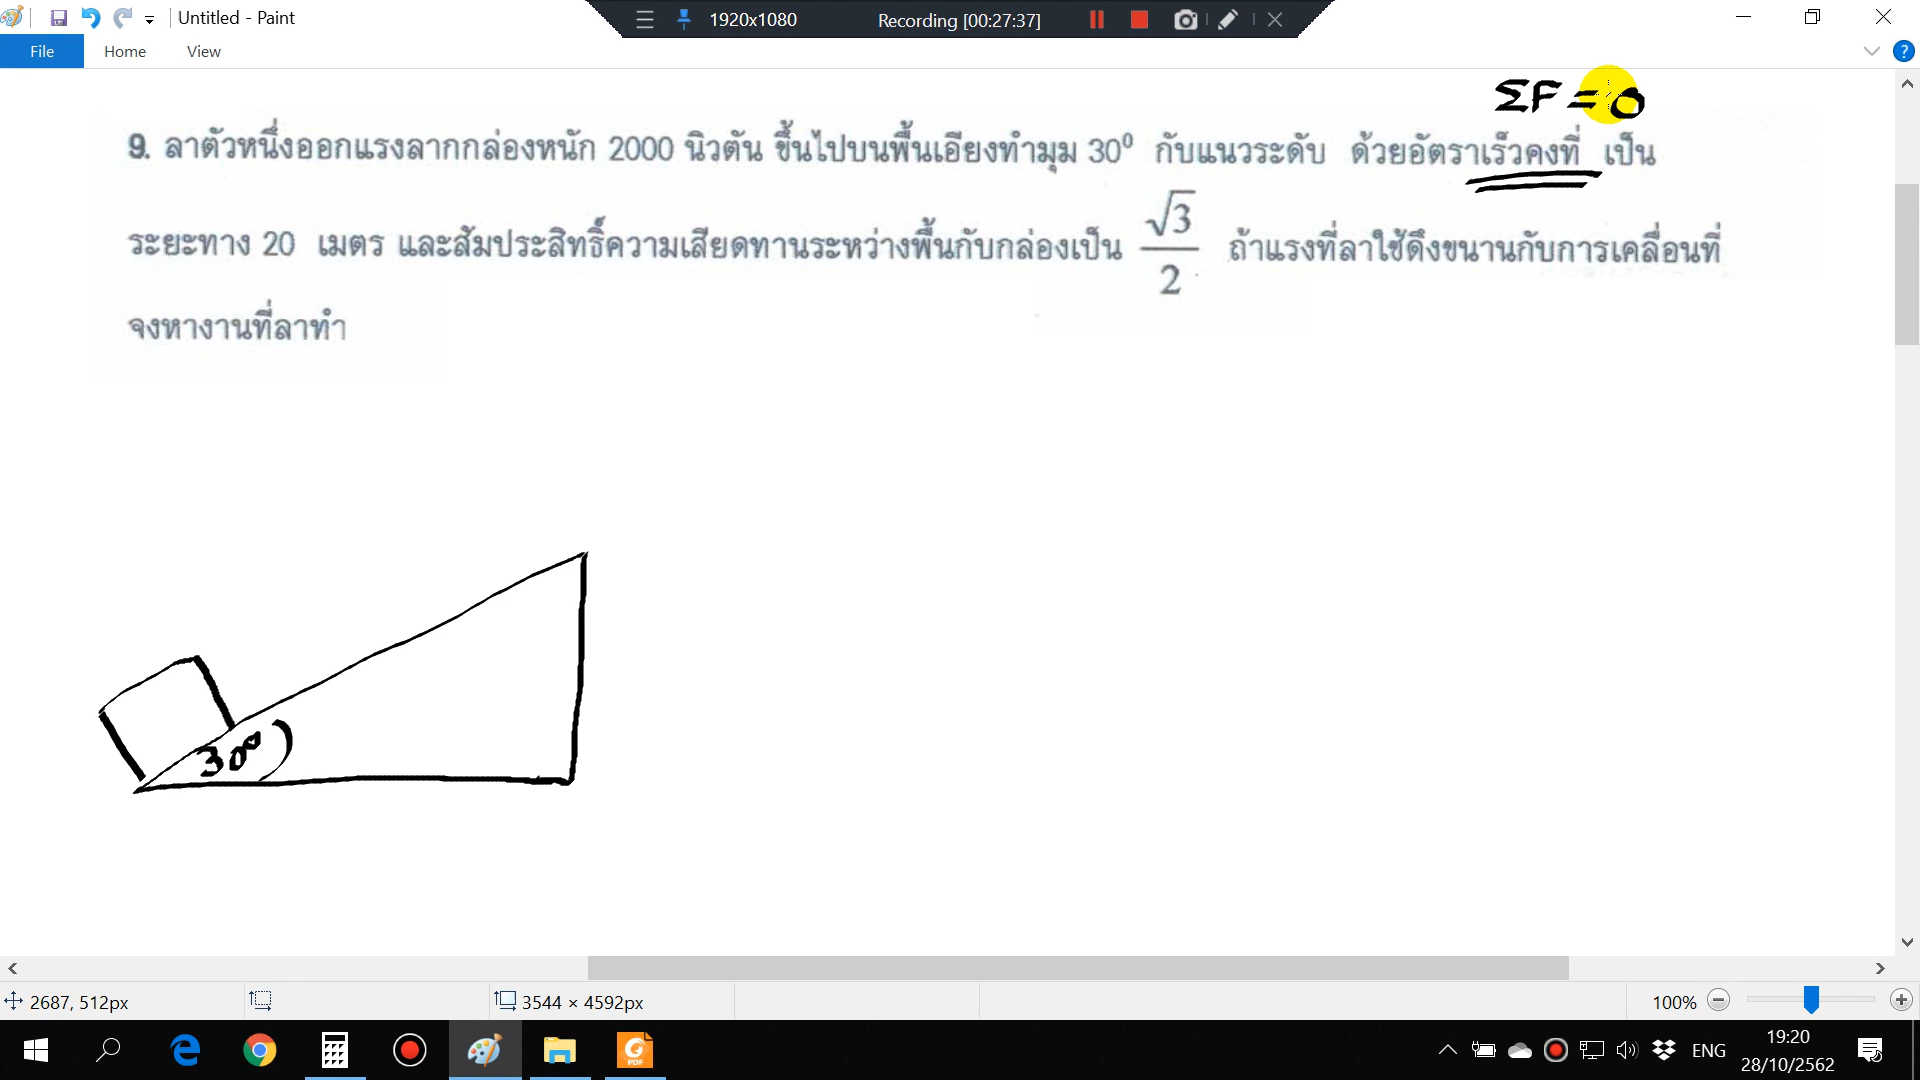 Untitled - Paint
1920x1080
Recording [00:27:37]
File Home View
ΣF = 0
9. ลาตัวหนึ่งออกแรงลากกล่องหนัก 2000 นิวตัน ขึ้นไปบนพื้นเอียงทำมุม 30⁰ กับแนวระดับ ด้วยอัตราเร็วคงที่ เป็น
ระยะทาง 20 เมตร และสัมประสิทธิ์ความเสียดทานระหว่างพื้นกับกล่องเป็น √3/2 ถ้าแรงที่ลาใช้ดึงขนานกับการเคลื่อนที่
จงหางานที่ลาทำ
30°
2687, 512px
3544 × 4592px
100%
PDF
ENG
19:20
28/10/2562